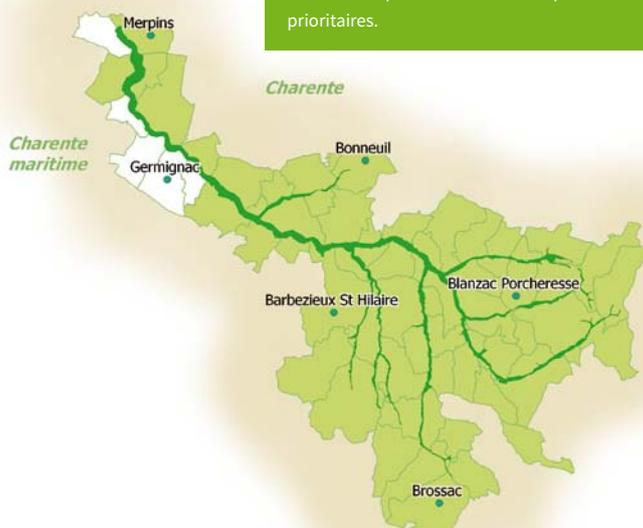 prioritaires.
Merpins
Charente
Charente
maritime
Bonneuil
Germignac
Blanzac Porcheresse
Barbezieux St Hilaire
Brossac